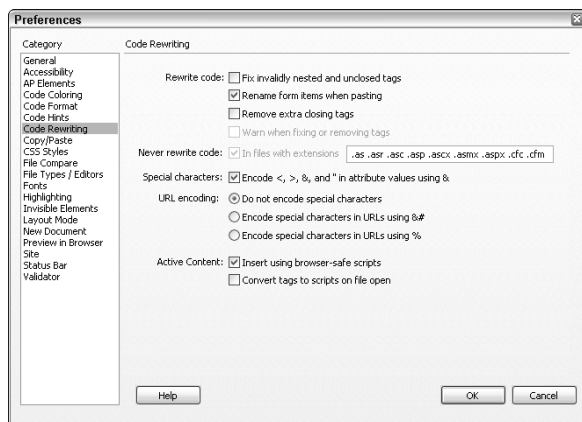 Preferences
Category
Code Rewriting
General
Accessibility
AP Elements
Code Coloring
Code Format
Code Hints
Code Rewriting
Copy/Paste
CSS Styles
File Compare
File Types / Editors
Fonts
Highlighting
Invisible Elements
Layout Mode
New Document
Preview in Browser
Site
Status Bar
Validator
Rewrite code: Fix invalidly nested and unclosed tags
Rename form items when pasting
Remove extra closing tags
Warn when fixing or removing tags
Never rewrite code: In files with extensions .as .asr .asc .asp .ascx .asmx .aspx .cfc .cfm
Special characters: Encode <, >, &, and " in attribute values using &
URL encoding: Do not encode special characters
Encode special characters in URLs using &#
Encode special characters in URLs using %
Active Content: Insert using browser-safe scripts
Convert tags to scripts on file open
Help
OK
Cancel